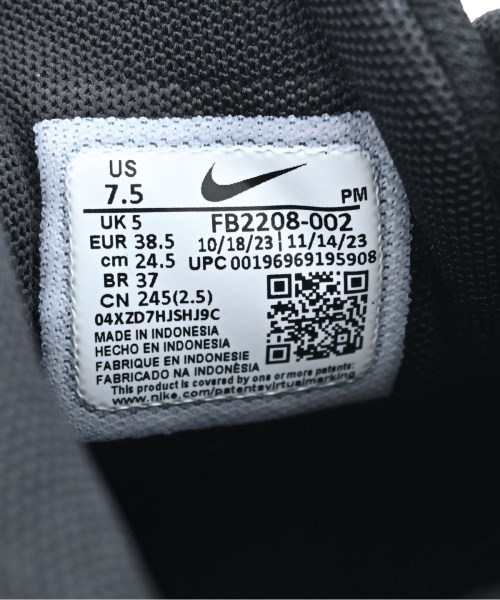 US
7.5
PM
UK 5
FB2208-002
EUR 38.5
10/18/23 11/14/23
cm 24.5
UPC 00196969195908
BR 37
CN 245(2.5)
04XZD7HJSHJ9C
MADE IN INDONESIA
HECHO EN INDONESIA
FABRIQUE EN INDONESIE
FABRICADO NA INDONÈSIA
This product is covered by one or more patents:
www.nike.com/patentsvirtualmarking